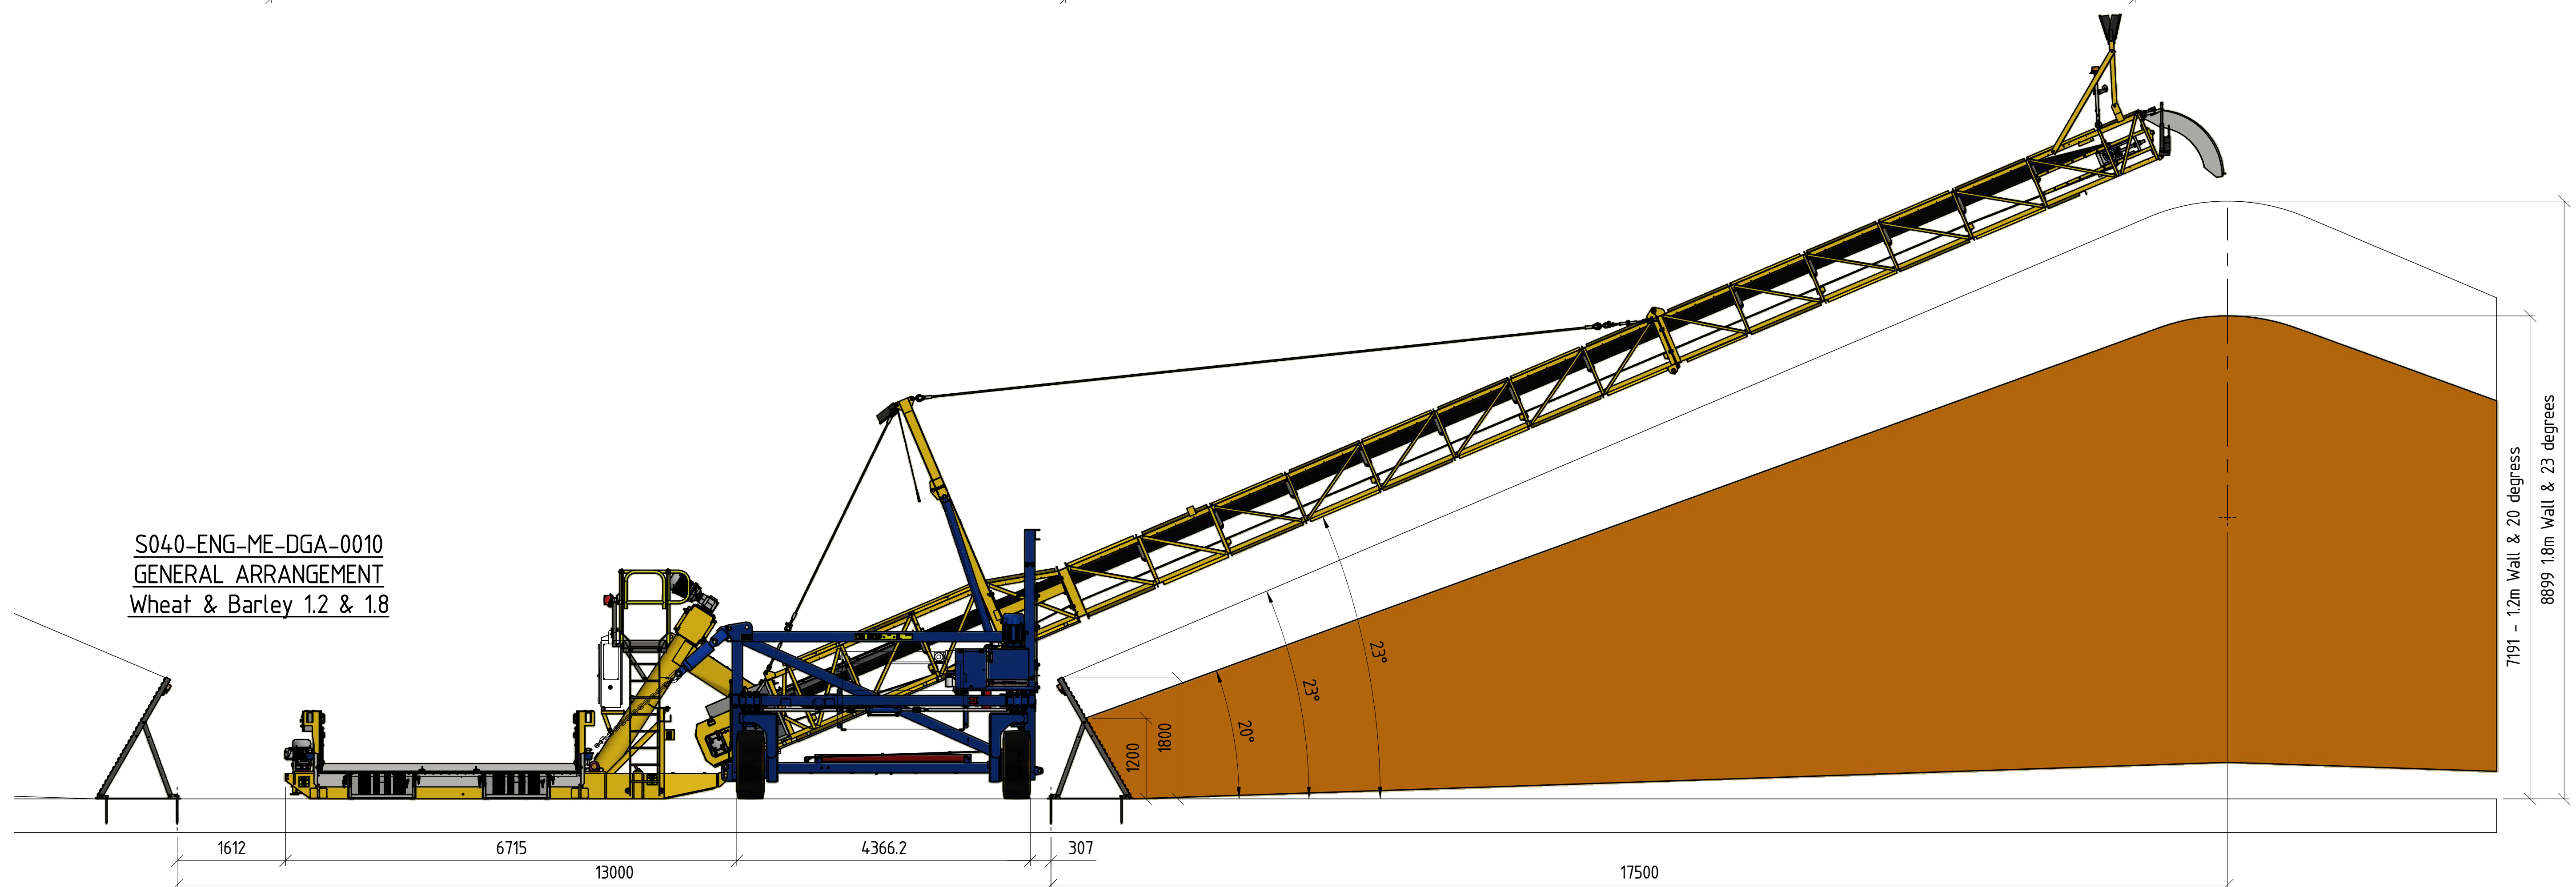 S040-ENG-ME-DGA-0010
GENERAL ARRANGEMENT
Wheat & Barley 1.2 & 1.8
23°
23°
20°
1200
1800
7191 - 1.2m Wall & 20 degress
8899 1.8m Wall & 23 degrees
1612
6715
4366.2
307
13000
17500